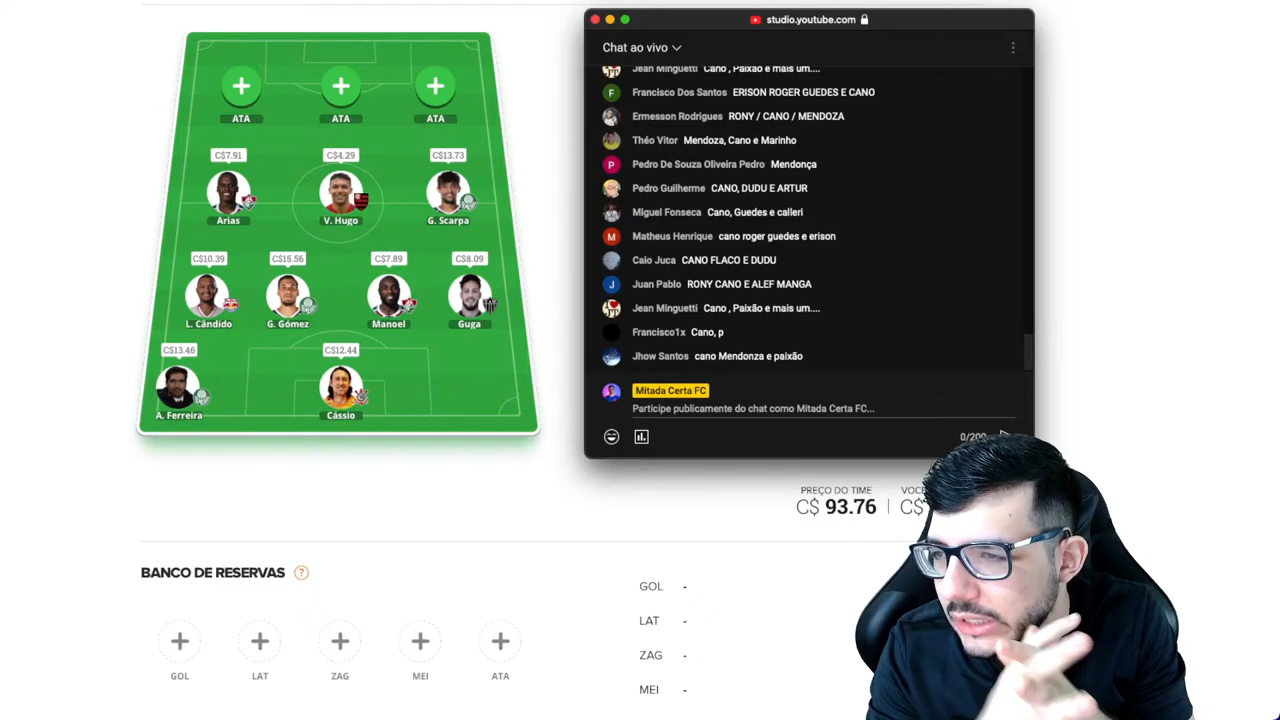 ATA
ATA
ATA
C$7.91
C$4.29
C$13.73
Arias
V. Hugo
G. Scarpa
C$10.39
C$15.56
C$7.89
C$8.09
L. Cândido
G. Gómez
Manoel
Guga
C$13.46
C$12.44
A. Ferreira
Cássio
studio.youtube.com
Chat ao vivo
Jean Minguetti Cano , Paixão e mais um....
F Francisco Dos Santos ERISON ROGER GUEDES E CANO
Ermesson Rodrigues RONY / CANO / MENDOZA
Théo Vitor Mendoza, Cano e Marinho
P Pedro De Souza Oliveira Pedro Mendonça
Pedro Guilherme CANO, DUDU E ARTUR
Miguel Fonseca Cano, Guedes e calleri
M Matheus Henrique cano roger guedes e erison
Caio Juca CANO FLACO E DUDU
J Juan Pablo RONY CANO E ALEF MANGA
Jean Minguetti Cano , Paixão e mais um....
Francisco1x Cano, p
Jhow Santos cano Mendonza e paixão
Mitada Certa FC
Participe publicamente do chat como Mitada Certa FC...
0/200
PREÇO DO TIME
C$ 93.76
C$
BANCO DE RESERVAS ?
GOL
LAT
ZAG
MEI
ATA
GOL -
LAT -
ZAG -
MEI -